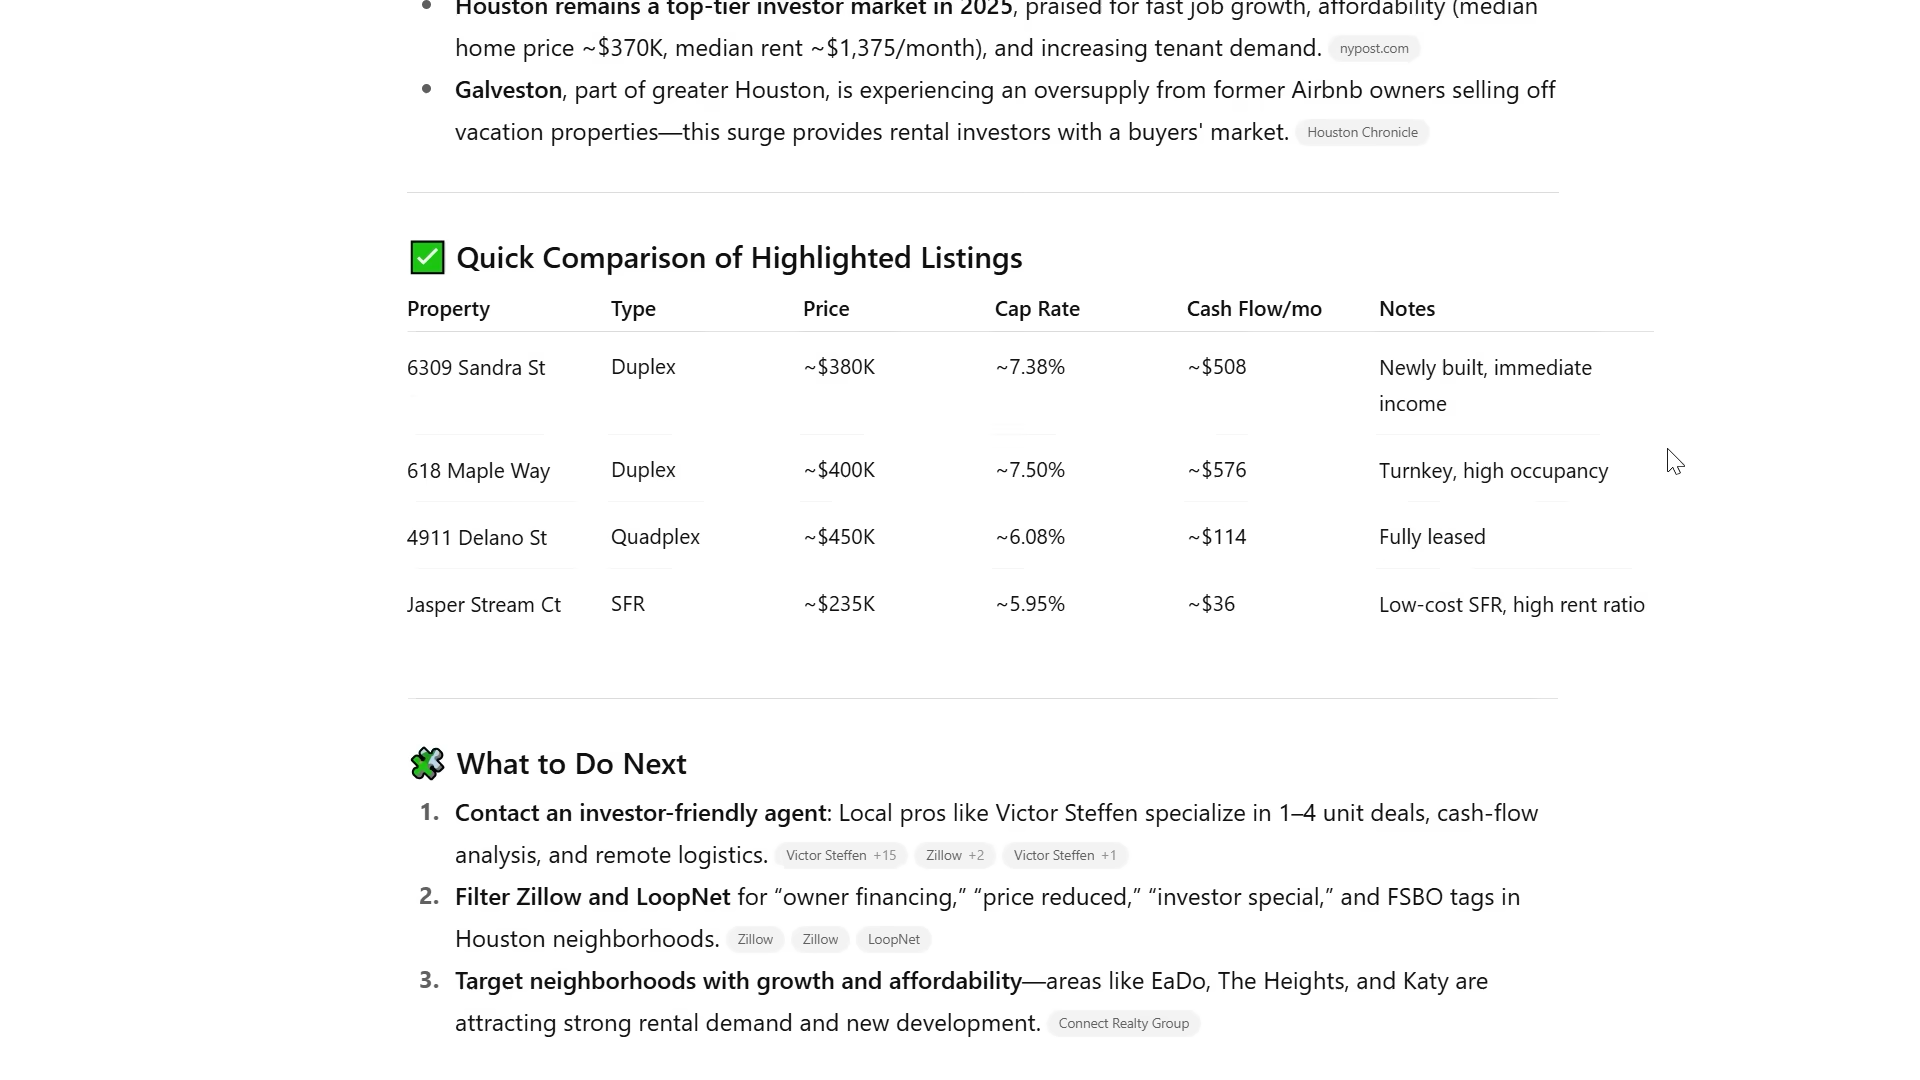 Houston remains a top-tier investor market in 2025, praised for fast job growth, affordability (median
home price ~$370K, median rent ~$1,375/month), and increasing tenant demand. nypost.com
Galveston, part of greater Houston, is experiencing an oversupply from former Airbnb owners selling off
vacation properties—this surge provides rental investors with a buyers' market. Houston Chronicle
Quick Comparison of Highlighted Listings
Property Type Price Cap Rate Cash Flow/mo Notes
6309 Sandra St Duplex ~$380K ~7.38% ~$508 Newly built, immediate
income
618 Maple Way Duplex ~$400K ~7.50% ~$576 Turnkey, high occupancy
4911 Delano St Quadplex ~$450K ~6.08% ~$114 Fully leased
Jasper Stream Ct SFR ~$235K ~5.95% ~$36 Low-cost SFR, high rent ratio
What to Do Next
1. Contact an investor-friendly agent: Local pros like Victor Steffen specialize in 1–4 unit deals, cash-flow
analysis, and remote logistics. Victor Steffen +15 Zillow +2 Victor Steffen +1
2. Filter Zillow and LoopNet for “owner financing,” “price reduced,” “investor special,” and FSBO tags in
Houston neighborhoods. Zillow Zillow LoopNet
3. Target neighborhoods with growth and affordability—areas like EaDo, The Heights, and Katy are
attracting strong rental demand and new development. Connect Realty Group